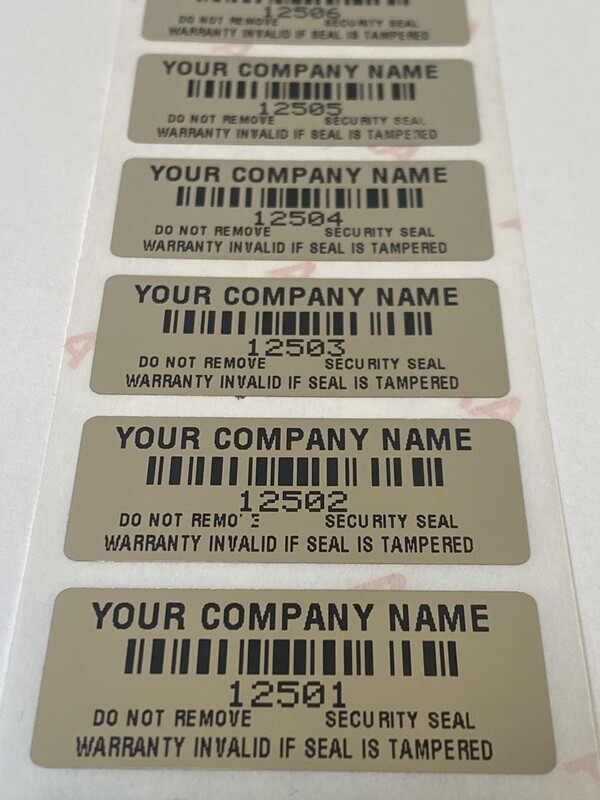 12506
DO NOT REMOVE SECURITY SEAL
WARRANTY INVALID IF SEAL IS TAMPERED
YOUR COMPANY NAME
12505
DO NOT REMOVE SECURITY SEAL
WARRANTY INVALID IF SEAL IS TAMPERED
YOUR COMPANY NAME
12504
DO NOT REMOVE SECURITY SEAL
WARRANTY INVALID IF SEAL IS TAMPERED
YOUR COMPANY NAME
12503
DO NOT REMOVE SECURITY SEAL
WARRANTY INVALID IF SEAL IS TAMPERED
YOUR COMPANY NAME
12502
DO NOT REMO E SECURITY SEAL
WARRANTY INVALID IF SEAL IS TAMPERED
YOUR COMPANY NAME
12501
DO NOT REMOVE SECURITY SEAL
WARRANTY INVALID IF SEAL IS TAMPERED